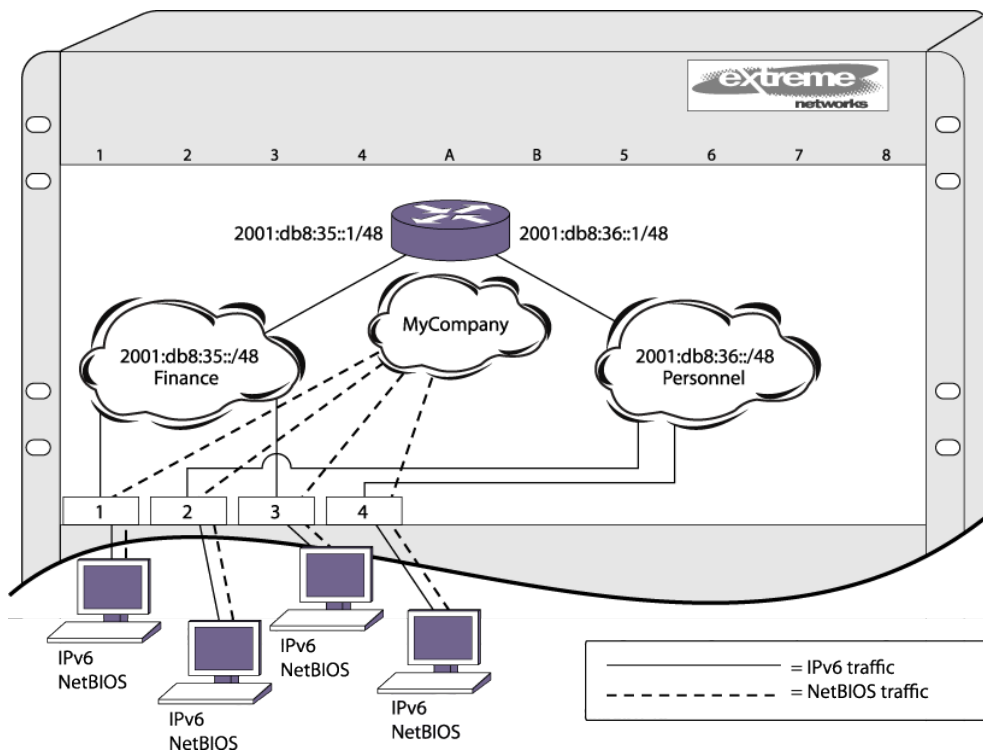 extreme
networks
1 2 3 4 A B 5 6 7 8
2001:db8:35::1/48
2001:db8:36::1/48
MyCompany
2001:db8:35::/48
Finance
2001:db8:36::/48
Personnel
1
2
3
4
IPv6
NetBIOS
IPv6
NetBIOS
IPv6
NetBIOS
IPv6
NetBIOS
= IPv6 traffic
= NetBIOS traffic